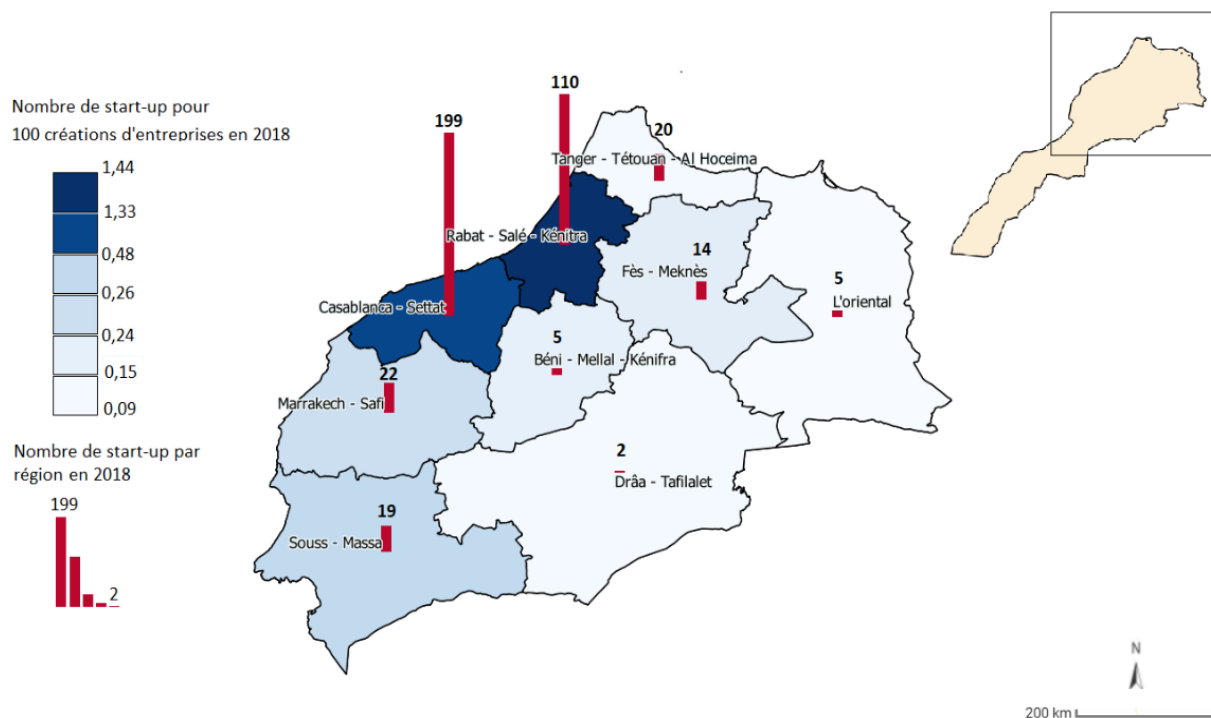 Nombre de start-up pour
100 créations d'entreprises en 2018
1,44
1,33
0,48
0,26
0,24
0,15
0,09
Nombre de start-up par
région en 2018
199
2
110
199
20
Tanger - Tétouan - Al Hoceima
Rabat - Salé - Kénitra
14
Fès - Meknès
5
L'oriental
Casablanca - Settat
5
Béni - Mellal - Kénifra
22
Marrakech - Safi
2
Drâa - Tafilalet
19
Souss - Massa
N
200 km